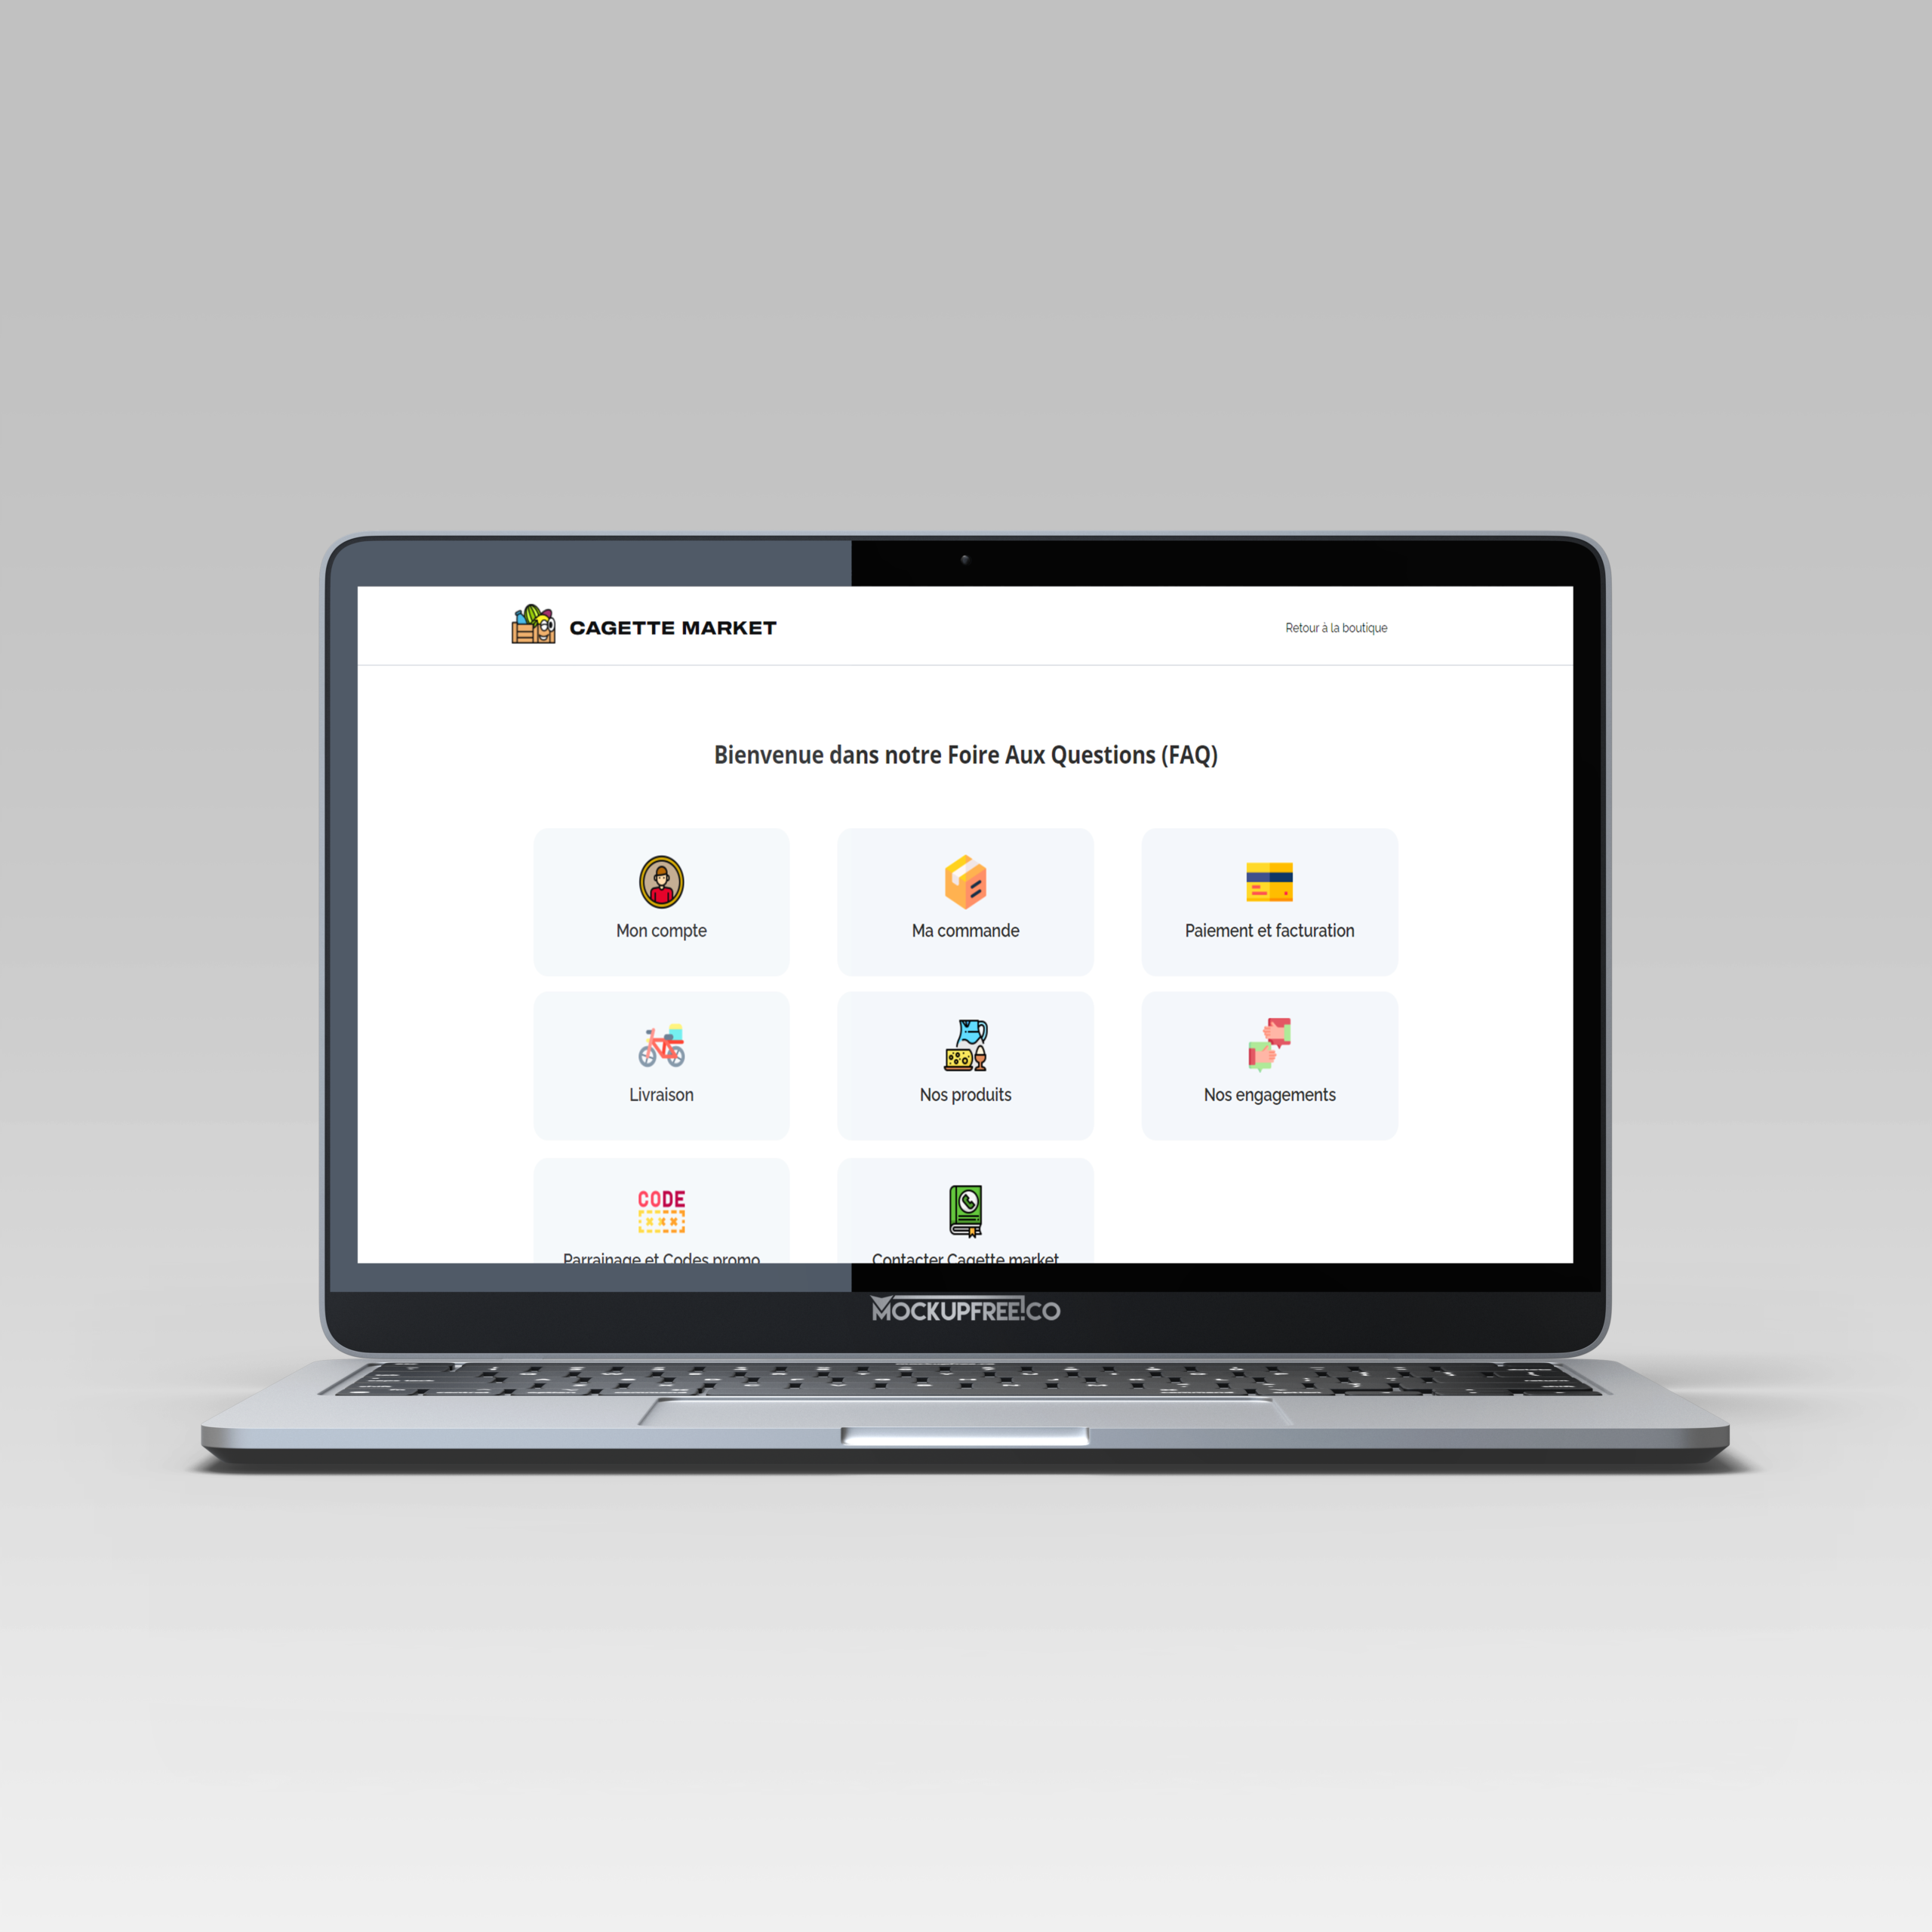 CAGETTE MARKET
Retour à la boutique
Bienvenue dans notre Foire Aux Questions (FAQ)
Mon compte
Ma commande
Paiement et facturation
Livraison
Nos produits
Nos engagements
CODE
Parrainage et Codes promo
Contacter Cagette market
MOCKUPFREE.CO